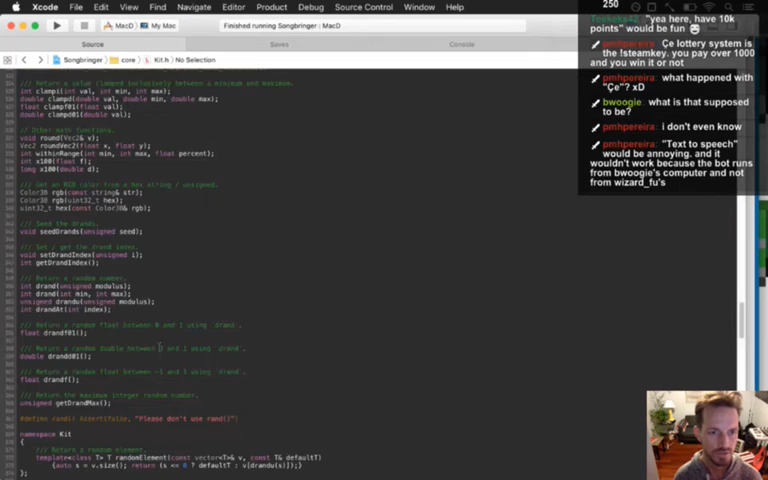 Xcode File Edit View Find Navigate Editor Product Debug Source Control Window Help
250
MacD My Mac
Finished running Songbringer : MacD
Source
Saves
Console
Songbringer core Kit.h No Selection
/// Return a value clamped inclusively between a minimum and maximum.
int clampi(int val, int min, int max);
double clampd(double val, double min, double max);
float clampf01(float val);
double clampd01(double val);
// Other math functions.
void round(Vec2& v);
Vec2 roundVec2(float x, float y);
int withinRange(int min, int max, float percent);
int x100(float f);
long x100(double d);
/// Get an RGB color from a hex string / unsigned.
Color3B rgb(const string& str);
Color3B rgb(uint32_t hex);
uint32_t hex(const Color3B& rgb);
/// Seed the drands.
void seedDrands(unsigned seed);
/// Set / get the drand index.
void setDrandIndex(unsigned i);
int getDrandIndex();
/// Return a random number.
int drand(unsigned modulus);
int drand(int min, int max);
unsigned drandu(unsigned modulus);
int drandAt(int index);
/// Return a random float between 0 and 1 using `drand`.
float drandf01();
/// Return a random double between 0 and 1 using `drand`.
double drandd01();
/// Return a random float between -1 and 1 using `drand`.
float drandf();
/// Return the maximum integer random number.
unsigned getDrandMax();
#define rand() Assert(false, "Please don't use rand()")
namespace Kit
{
/// Return a random element.
template<class T> T randomElement(const vector<T>& v, const T& defaultT)
{auto s = v.size(); return (s <= 0 ? defaultT : v[drandu(s)]);}
};
"yea here, have 10k
points" would be fun
pmhpereira: Çe lottery system is
the !steamkey. you pay over 1000
and you win it or not
pmhpereira: what happened with
"Çe"? xD
bwoogie: what is that supposed
to be?
pmhpereira: i don't even know
pmhpereira: "Text to speech"
would be annoying. and it
wouldn't work because the bot runs
from bwoogie's computer and not
from wizard_fu's